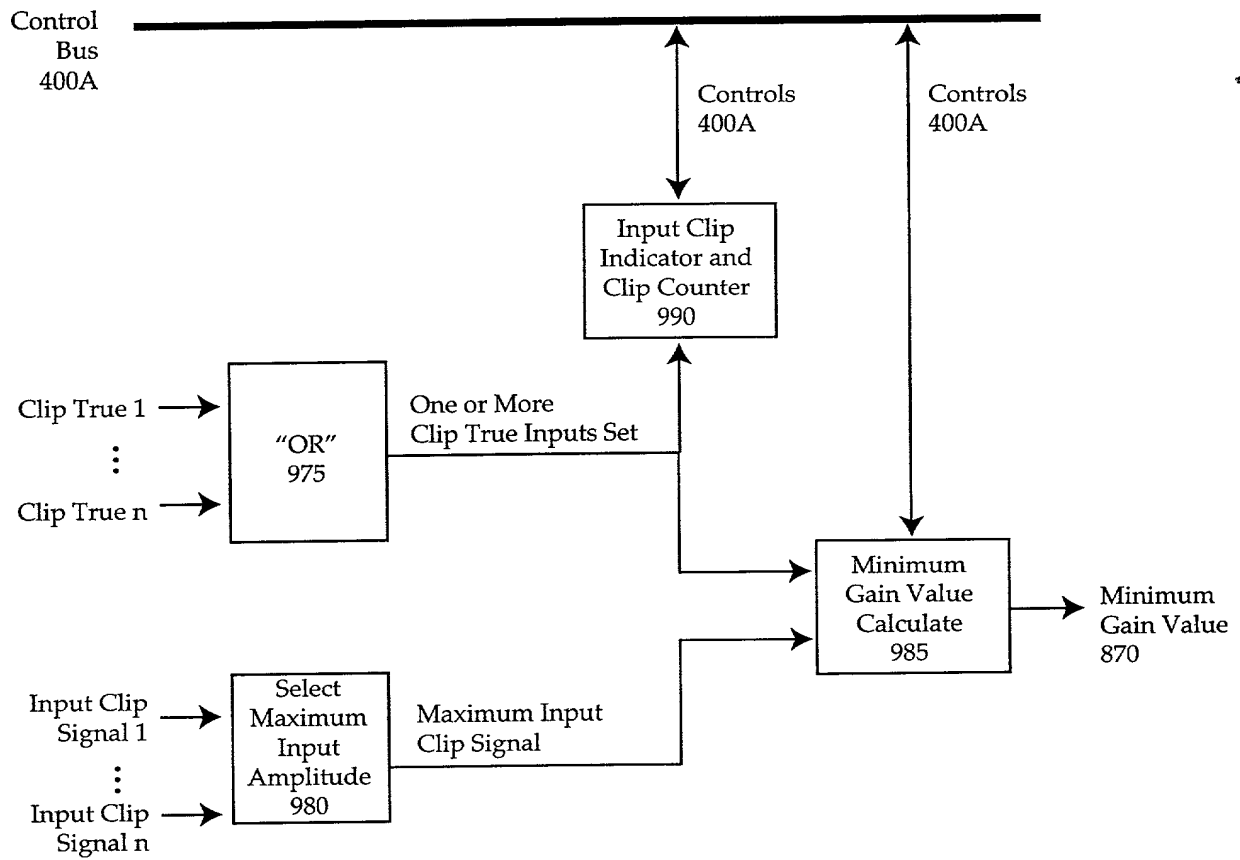 Control
Bus
400A
Controls
400A
Controls
400A
Input Clip
Indicator and
Clip Counter
990
Clip True 1
Clip True n
“OR”
975
One or More
Clip True Inputs Set
Minimum
Gain Value
Calculate
985
Minimum
Gain Value
870
Input Clip
Signal 1
Input Clip
Signal n
Select
Maximum
Input
Amplitude
980
Maximum Input
Clip Signal